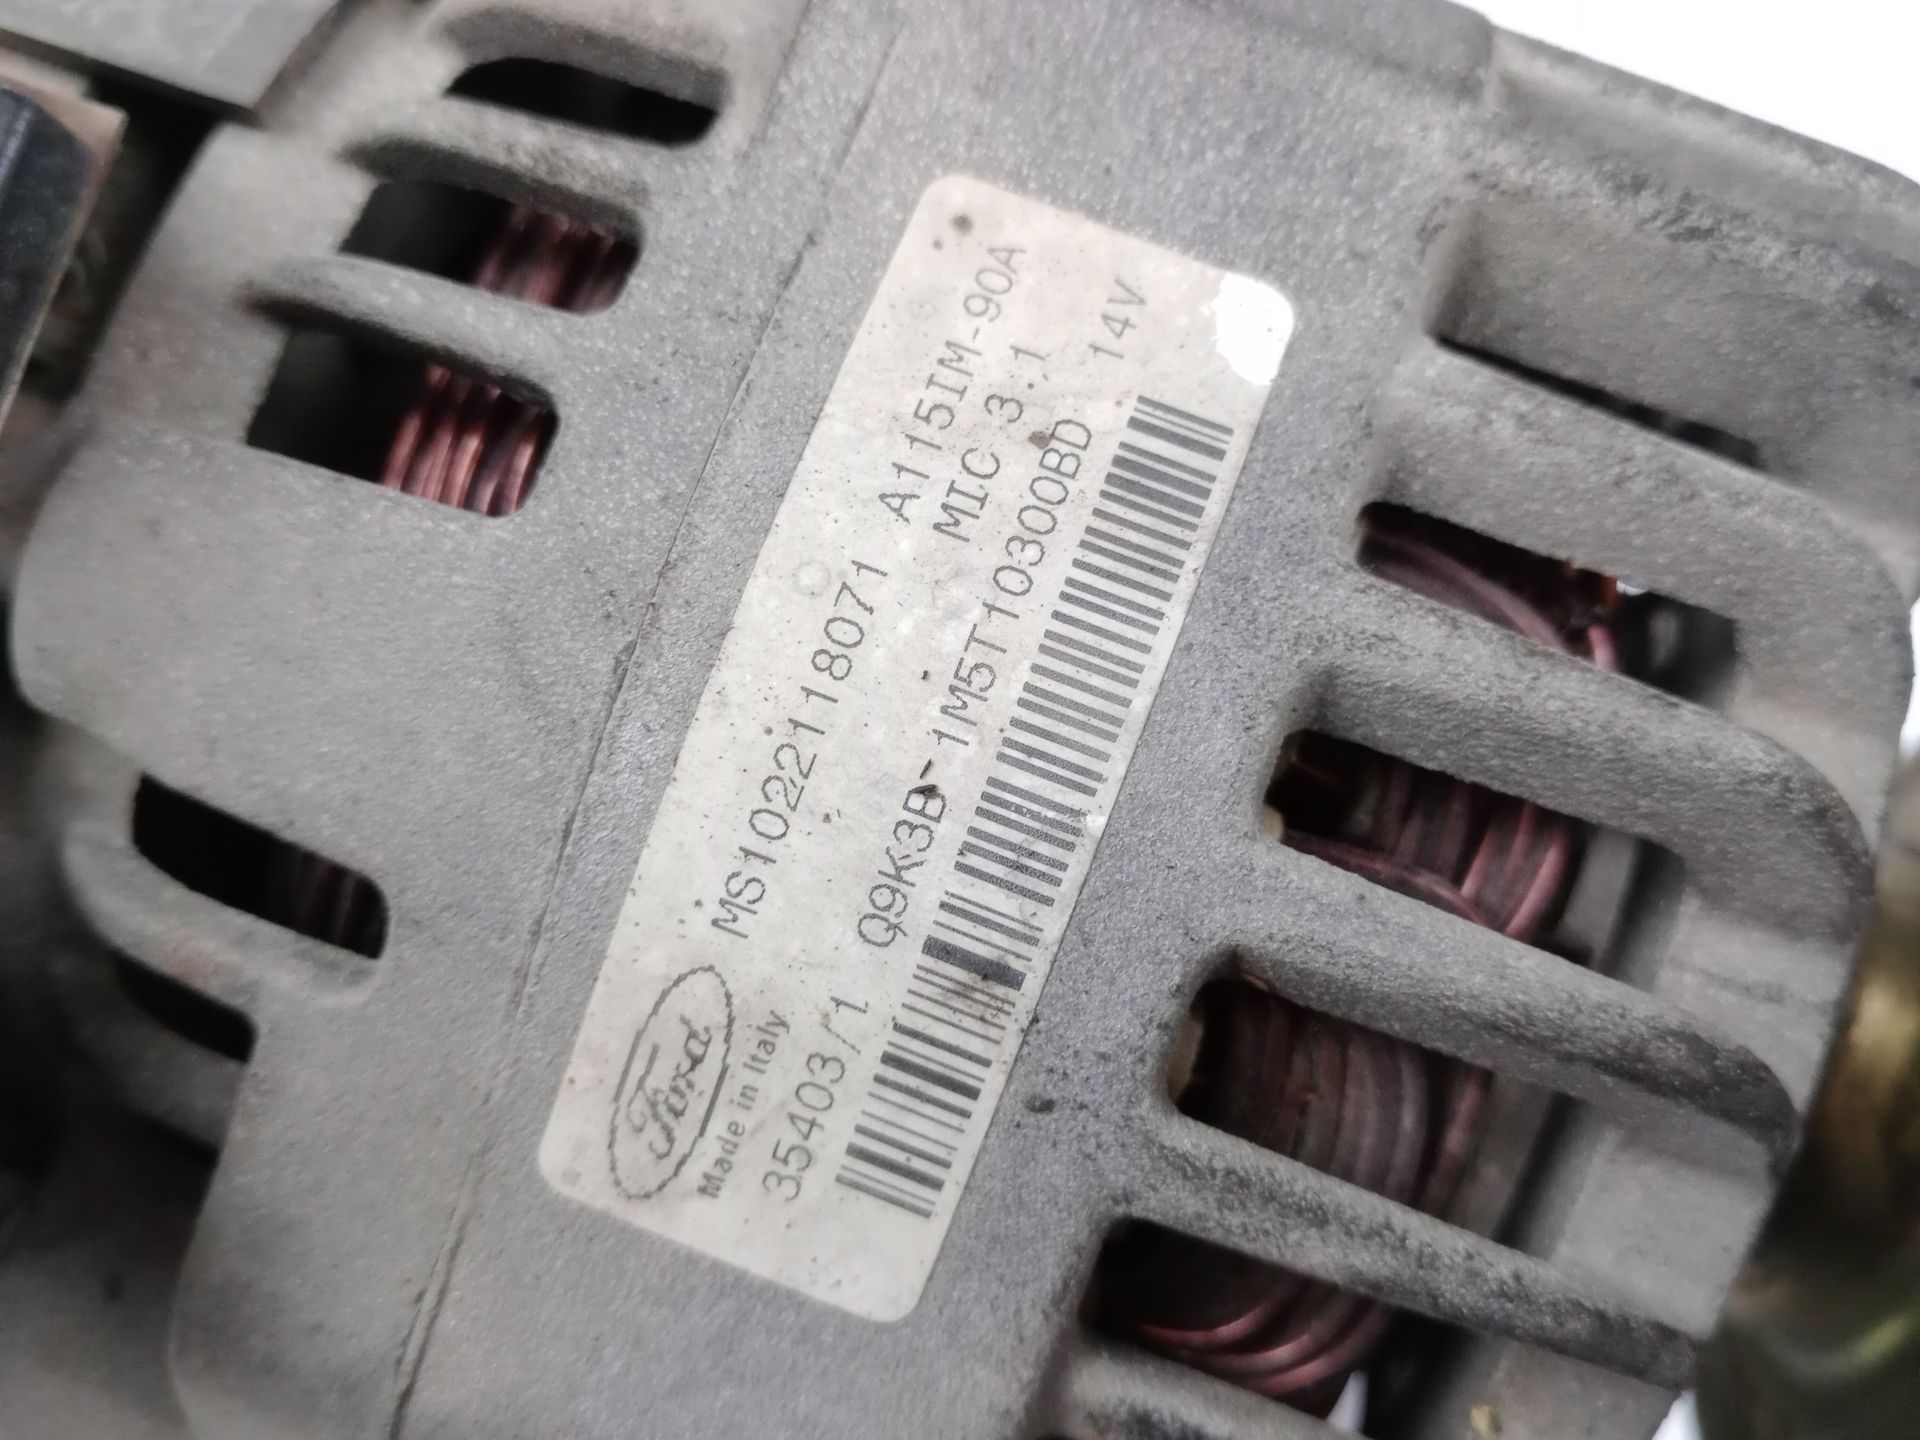 MS1022118071 A115IM-90A
MIC 3.1
Ford
Made in Italy
Q9K3B-1M5T10300BD 14V
35403/1